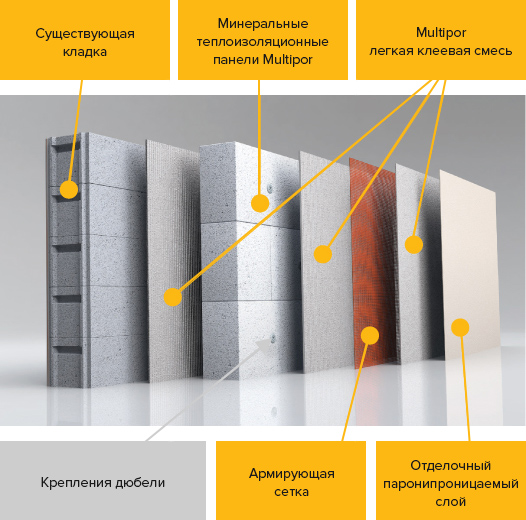 Существующая
кладка
Минеральные
теплоизоляционные
панели Multipor
Multipor
легкая клеевая смесь
Крепления дюбели
Армирующая
сетка
Отделочный
паронипроницаемый
слой